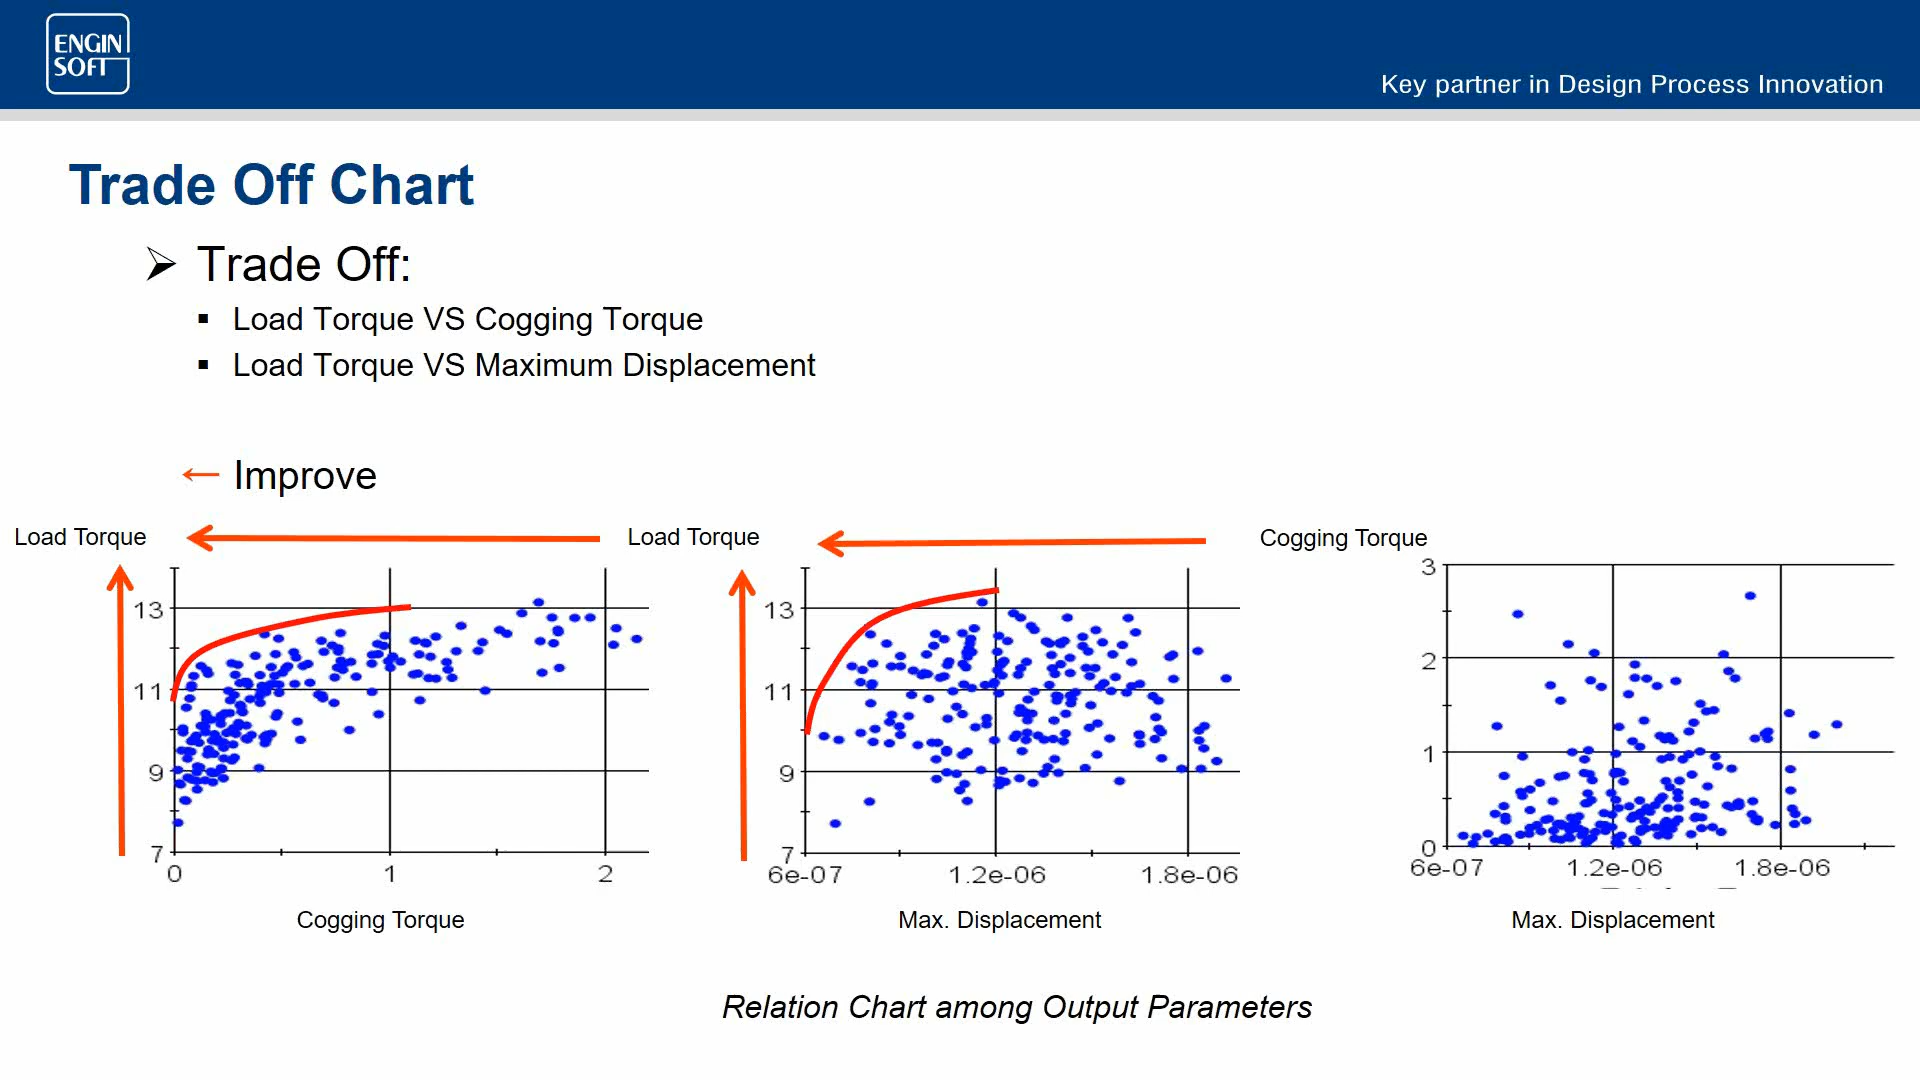 ENGIN
SOFT
Key partner in Design Process Innovation
Trade Off Chart
Trade Off:
Load Torque VS Cogging Torque
Load Torque VS Maximum Displacement
← Improve
Load Torque
13
11
9
7
0 1 2
Cogging Torque
Load Torque
13
11
9
7
6e-07 1.2e-06 1.8e-06
Max. Displacement
Cogging Torque
3
2
1
0
6e-07 1.2e-06 1.8e-06
Max. Displacement
Relation Chart among Output Parameters